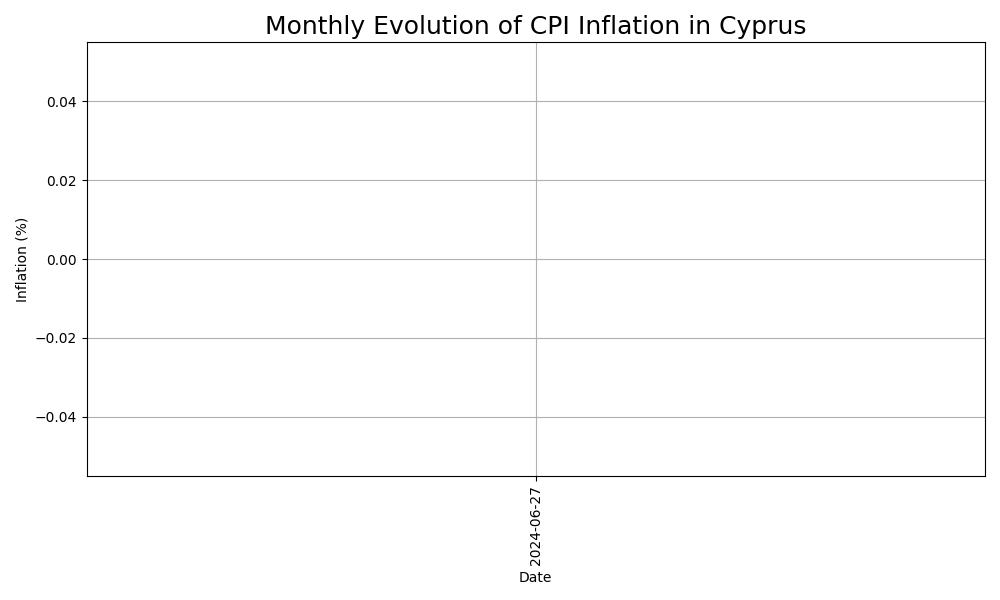 Monthly Evolution of CPI Inflation in Cyprus
0.04
0.02
0.00
−0.02
−0.04
Inflation (%)
2024-06-27
Date